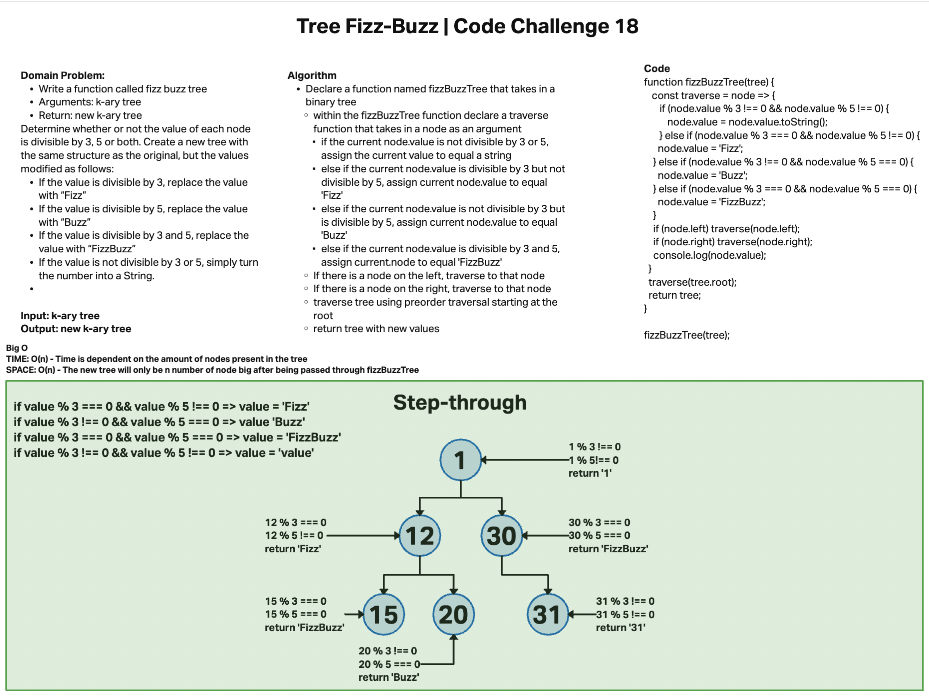 Tree Fizz-Buzz | Code Challenge 18
Domain Problem:
• Write a function called fizz buzz tree
• Arguments: k-ary tree
• Return: new k-ary tree
Determine whether or not the value of each node
is divisible by 3, 5 or both. Create a new tree with
the same structure as the original, but the values
modified as follows:
• If the value is divisible by 3, replace the value
with “Fizz”
• If the value is divisible by 5, replace the value
with “Buzz”
• If the value is divisible by 3 and 5, replace the
value with “FizzBuzz”
• If the value is not divisible by 3 or 5, simply turn
the number into a String.
•
Input: k-ary tree
Output: new k-ary tree
Algorithm
• Declare a function named fizzBuzzTree that takes in a
binary tree
◦ within the fizzBuzzTree function declare a traverse
function that takes in a node as an argument
▪ if the current node.value is not divisible by 3 or 5,
assign the current value to equal a string
▪ else if the current node.value is divisible by 3 but not
divisible by 5, assign current node.value to equal
'Fizz'
▪ else if the current node.value is not divisible by 3 but
is divisible by 5, assign current node.value to equal
'Buzz'
▪ else if the current node.value is divisible by 3 and 5,
assign current.node to equal 'FizzBuzz'
◦ If there is a node on the left, traverse to that node
◦ If there is a node on the right, traverse to that node
◦ traverse tree using preorder traversal starting at the
root
◦ return tree with new values
Code
function fizzBuzzTree(tree) {
const traverse = node => {
if (node.value % 3 !== 0 && node.value % 5 !== 0) {
node.value = node.value.toString();
} else if (node.value % 3 === 0 && node.value % 5 !== 0) {
node.value = 'Fizz';
} else if (node.value % 3 !== 0 && node.value % 5 === 0) {
node.value = 'Buzz';
} else if (node.value % 3 === 0 && node.value % 5 === 0) {
node.value = 'FizzBuzz';
}
if (node.left) traverse(node.left);
if (node.right) traverse(node.right);
console.log(node.value);
}
traverse(tree.root);
return tree;
}
fizzBuzzTree(tree);
Big O
TIME: O(n) - Time is dependent on the amount of nodes present in the tree
SPACE: O(n) - The new tree will only be n number of node big after being passed through fizzBuzzTree
Step-through
if value % 3 === 0 && value % 5 !== 0 => value = 'Fizz'
if value % 3 !== 0 && value % 5 === 0 => value 'Buzz'
if value % 3 === 0 && value % 5 === 0 => value = 'FizzBuzz'
if value % 3 !== 0 && value % 5 !== 0 => value = 'value'
1
1 % 3 !== 0
1 % 5!== 0
return '1'
12 % 3 === 0
12 % 5 !== 0
return 'Fizz'
12
30
30 % 3 === 0
30 % 5 === 0
return 'FizzBuzz'
15 % 3 === 0
15 % 5 === 0
return 'FizzBuzz'
15
20
31
31 % 3 !== 0
31 % 5 !== 0
return '31'
20 % 3 !== 0
20 % 5 === 0
return 'Buzz'